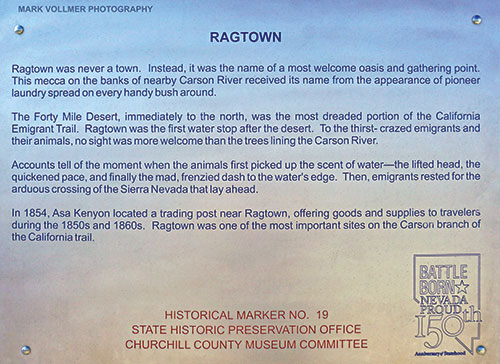 MARK VOLLMER PHOTOGRAPHY
RAGTOWN
Ragtown was never a town. Instead, it was the name of a most welcome oasis and gathering point.
This mecca on the banks of nearby Carson River received its name from the appearance of pioneer
laundry spread on every handy bush around.
The Forty Mile Desert, immediately to the north, was the most dreaded portion of the California
Emigrant Trail. Ragtown was the first water stop after the desert. To the thirst- crazed emigrants and
their animals, no sight was more welcome than the trees lining the Carson River.
Accounts tell of the moment when the animals first picked up the scent of water—the lifted head, the
quickened pace, and finally the mad, frenzied dash to the water's edge. Then, emigrants rested for the
arduous crossing of the Sierra Nevada that lay ahead.
In 1854, Asa Kenyon located a trading post near Ragtown, offering goods and supplies to travelers
during the 1850s and 1860s. Ragtown was one of the most important sites on the Carson branch of
the California trail.
HISTORICAL MARKER NO. 19
STATE HISTORIC PRESERVATION OFFICE
CHURCHILL COUNTY MUSEUM COMMITTEE
BATTLE
BORN
NEVADA
PROUD
150th
Anniversary of Statehood